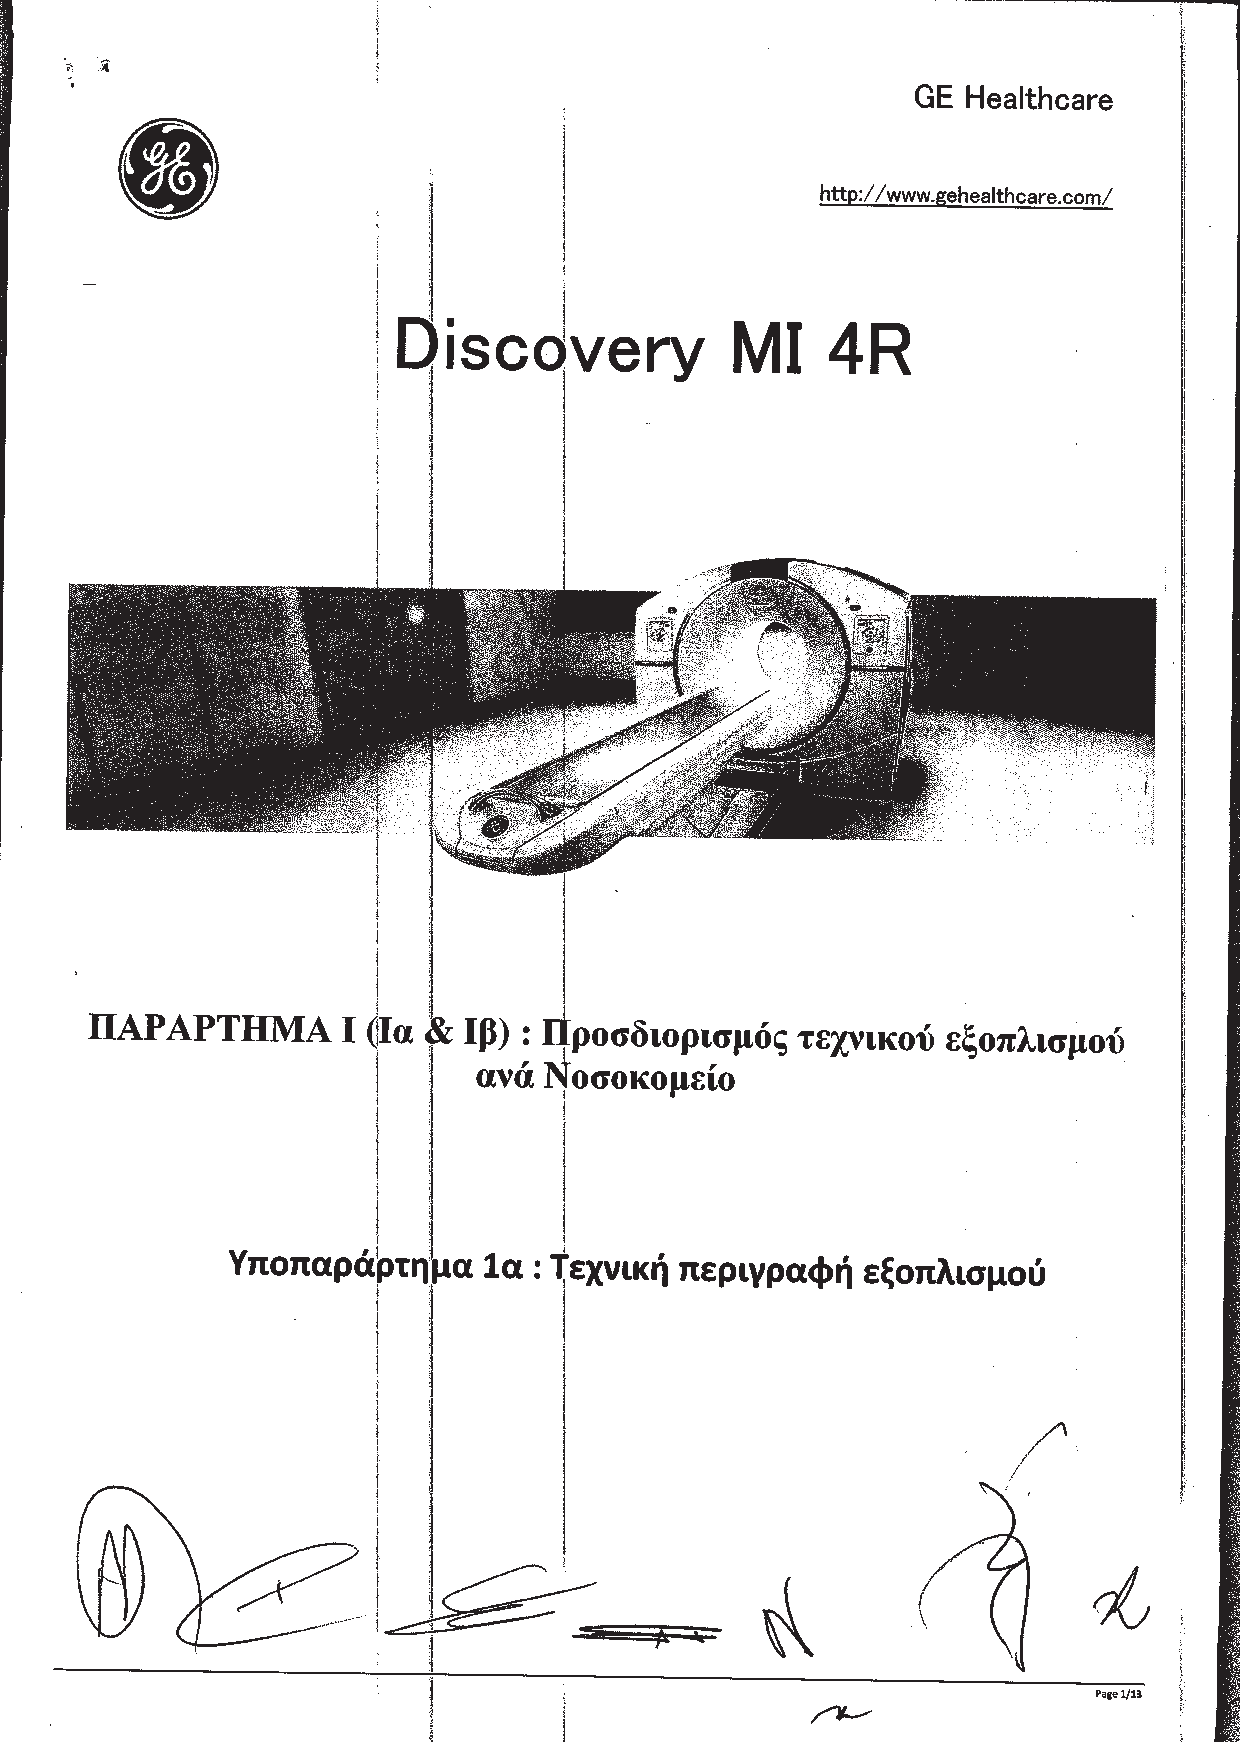 GE Healthcare
GE
http://www.gehealthcare.com/
Discovery MI 4R
ΠΑΡΑΡΤΗΜΑ Ι (Ια & Ιβ) : Προσδιορισμός τεχνικού εξοπλισμού
ανά Νοσοκομείο
Υποπαράρτημα 1α : Τεχνική περιγραφή εξοπλισμού
Page 1/13